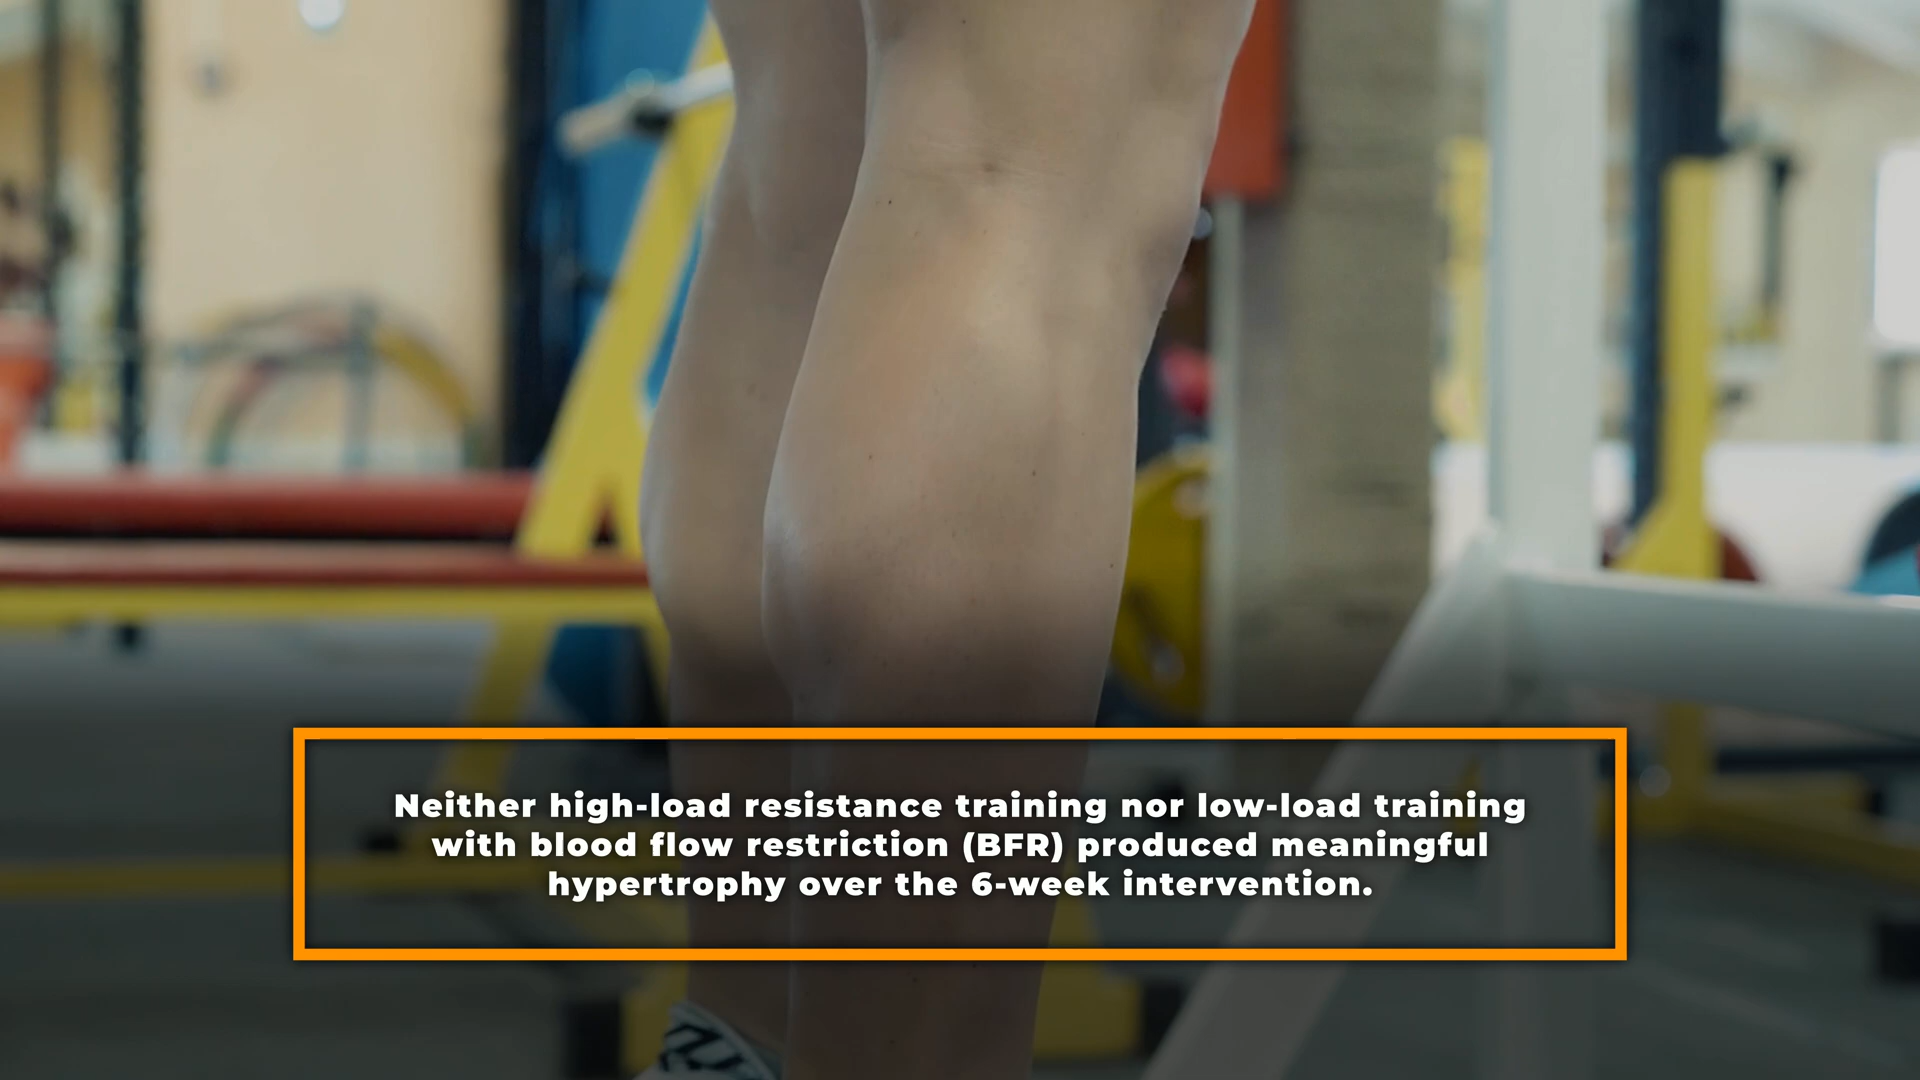 Neither high-load resistance training nor low-load training
with blood flow restriction (BFR) produced meaningful
hypertrophy over the 6-week intervention.